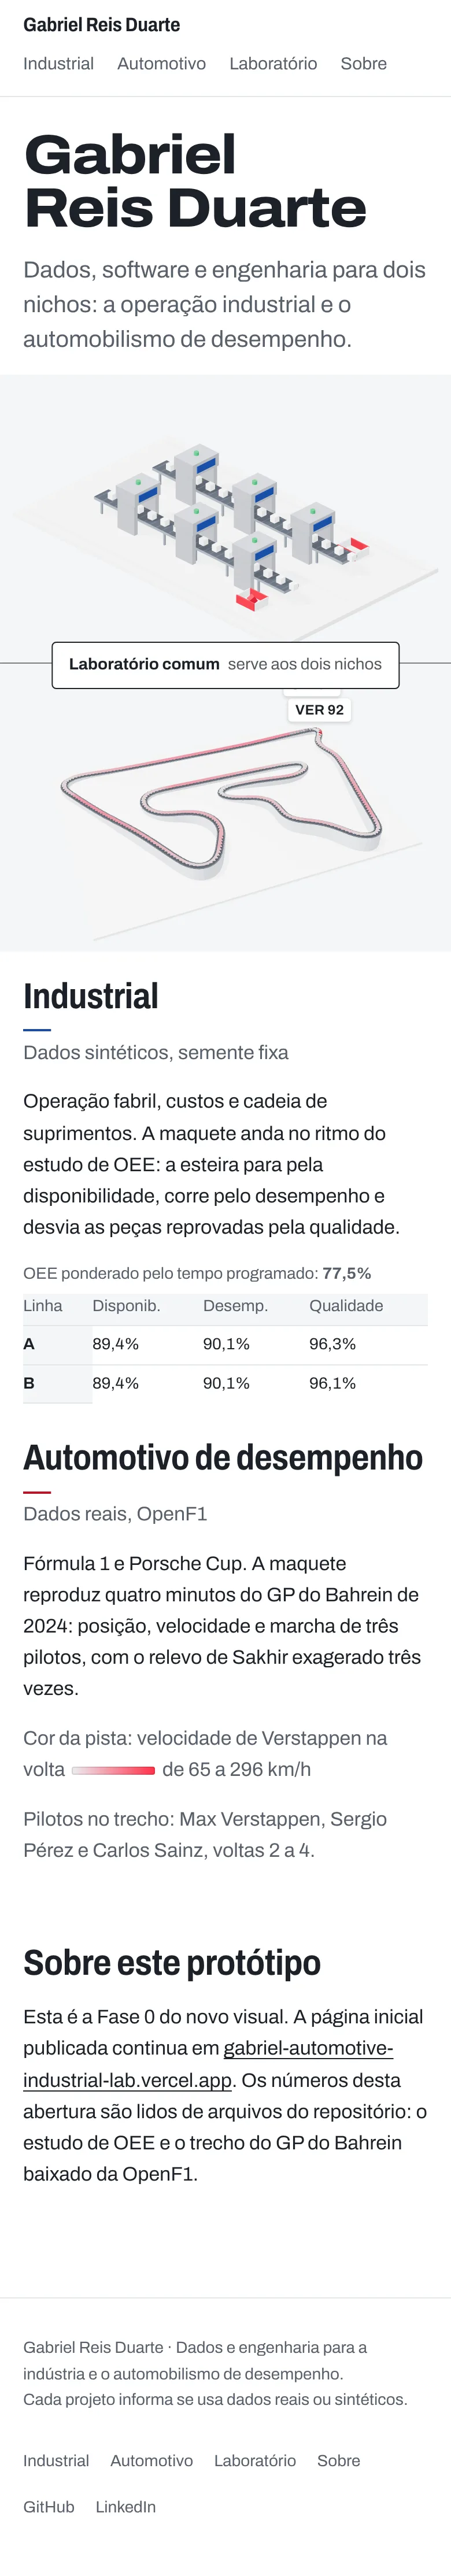 Gabriel Reis Duarte
Industrial Automotivo Laboratório Sobre
Gabriel
Reis Duarte
Dados, software e engenharia para dois
nichos: a operação industrial e o
automobilismo de desempenho.
Laboratório comum serve aos dois nichos
VER 92
Industrial
Dados sintéticos, semente fixa
Operação fabril, custos e cadeia de
suprimentos. A maquete anda no ritmo do
estudo de OEE: a esteira para pela
disponibilidade, corre pelo desempenho e
desvia as peças reprovadas pela qualidade.
OEE ponderado pelo tempo programado: 77,5%
Linha Disponib. Desemp. Qualidade
A 89,4% 90,1% 96,3%
B 89,4% 90,1% 96,1%
Automotivo de desempenho
Dados reais, OpenF1
Fórmula 1 e Porsche Cup. A maquete
reproduz quatro minutos do GP do Bahrein de
2024: posição, velocidade e marcha de três
pilotos, com o relevo de Sakhir exagerado três
vezes.
Cor da pista: velocidade de Verstappen na
volta de 65 a 296 km/h
Pilotos no trecho: Max Verstappen, Sergio
Pérez e Carlos Sainz, voltas 2 a 4.
Sobre este protótipo
Esta é a Fase 0 do novo visual. A página inicial
publicada continua em gabriel-automotive-
industrial-lab.vercel.app. Os números desta
abertura são lidos de arquivos do repositório: o
estudo de OEE e o trecho do GP do Bahrein
baixado da OpenF1.
Gabriel Reis Duarte · Dados e engenharia para a
indústria e o automobilismo de desempenho.
Cada projeto informa se usa dados reais ou sintéticos.
Industrial Automotivo Laboratório Sobre
GitHub LinkedIn